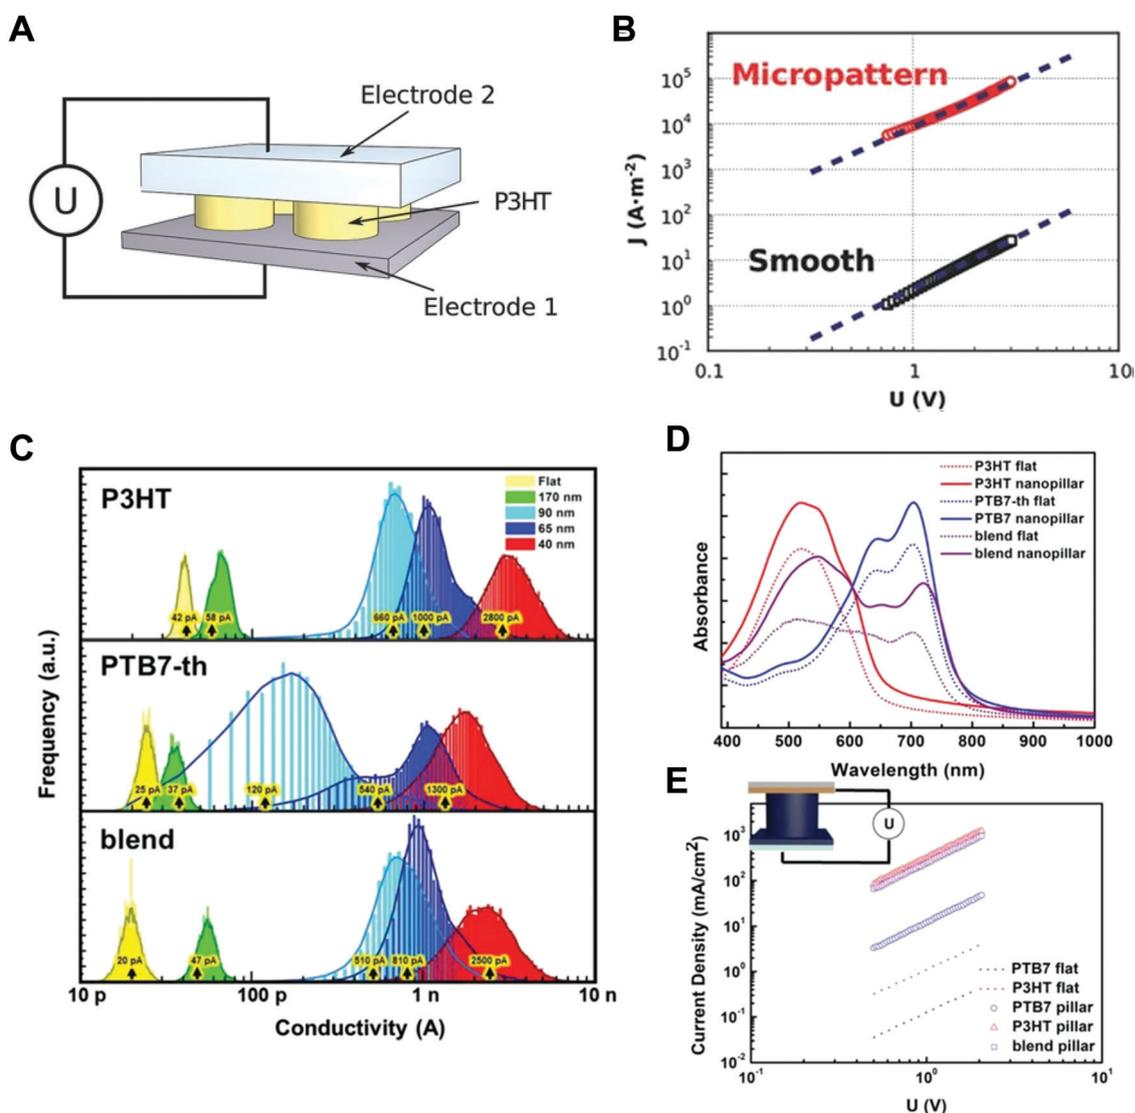 A
Electrode 2
U
P3HT
Electrode 1
B
Micropattern
Smooth
J (A·m⁻²)
10⁵
10⁴
10³
10²
10¹
10⁰
10⁻¹
0.1
1
10
U (V)
C
P3HT
Flat
170 nm
90 nm
65 nm
40 nm
42 pA
58 pA
660 pA
1000 pA
2800 pA
PTB7-th
25 pA
37 pA
120 pA
540 pA
1300 pA
blend
20 pA
47 pA
510 pA
810 pA
2500 pA
Frequency (a.u.)
10 p
100 p
1 n
10 n
Conductivity (A)
D
P3HT flat
P3HT nanopillar
PTB7-th flat
PTB7 nanopillar
blend flat
blend nanopillar
Absorbance
400
500
600
700
800
900
1000
Wavelength (nm)
E
U
Current Density (mA/cm²)
10³
10²
10¹
10⁰
10⁻¹
10⁻²
PTB7 flat
P3HT flat
PTB7 pillar
P3HT pillar
blend pillar
10⁻¹
10⁰
10¹
U (V)